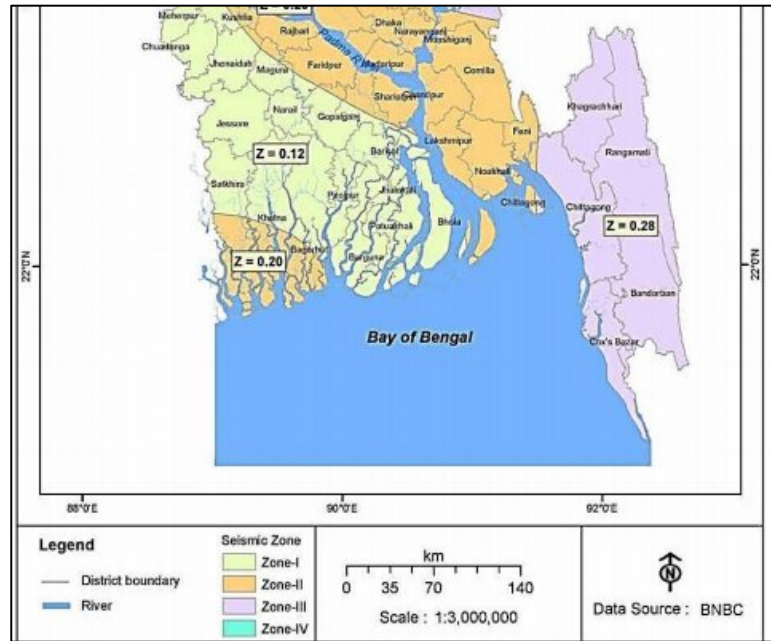 Meherpur
Kushtia
Chuadanga
Rajbari
Dhaka
Narayanganj
Munshiganj
Padma River
Jhenaidah
Magura
Faridpur
Madaripur
Comilla
Shariatpur
Chandpur
Khagrachhari
Narail
Gopalganj
Jessore
Feni
Rangamati
Barisal
Lakshmipur
Z = 0.12
Noakhali
Satkhira
Pirojpur
Jhalokati
Chittagong
Chittagong
Khulna
Patuakhali
Bhola
Z = 0.28
Bagerhat
Barguna
Z = 0.20
22°0'N
22°0'N
Bandarban
Bay of Bengal
Cox's Bazar
88°0'E
90°0'E
92°0'E
Legend
District boundary
River
Seismic Zone
Zone-I
Zone-II
Zone-III
Zone-IV
km
0 35 70 140
Scale : 1:3,000,000
N
Data Source : BNBC